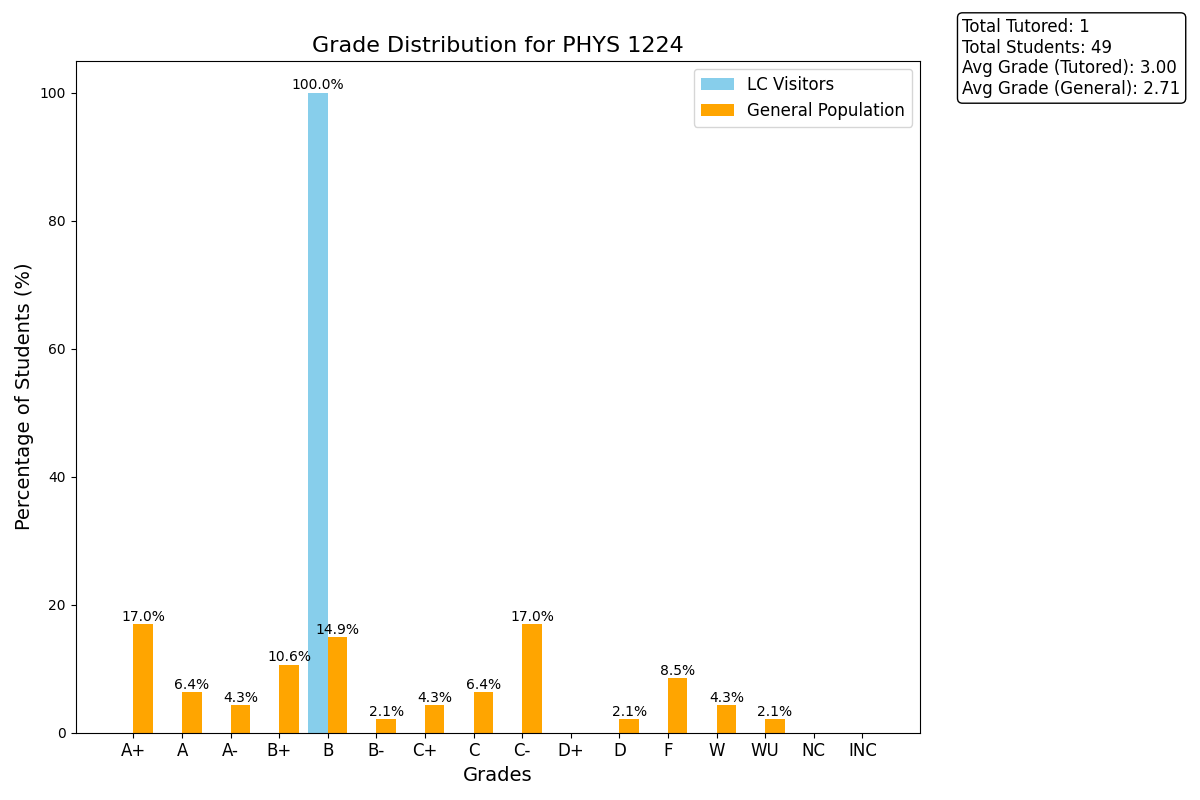 Grade Distribution for PHYS 1224
Total Tutored: 1
Total Students: 49
Avg Grade (Tutored): 3.00
Avg Grade (General): 2.71
LC Visitors
General Population
Percentage of Students (%)
100
80
60
40
20
0
100.0%
17.0%
6.4%
4.3%
10.6%
14.9%
2.1%
4.3%
6.4%
17.0%
2.1%
8.5%
4.3%
2.1%
A+ A A- B+ B B- C+ C C- D+ D F W WU NC INC
Grades